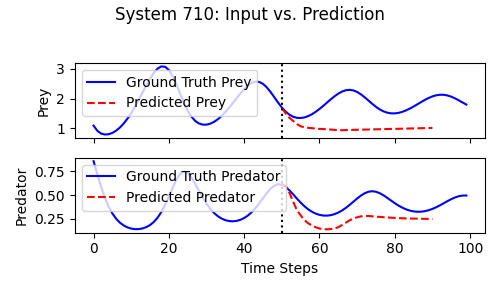 System 710: Input vs. Prediction
3
2
1
Prey
Ground Truth Prey
Predicted Prey
0.75
0.50
0.25
Predator
Ground Truth Predator
Predicted Predator
0 20 40 60 80 100
Time Steps